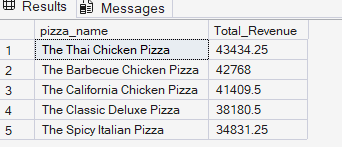 Results Messages
pizza_name Total_Revenue
1 The Thai Chicken Pizza 43434.25
2 The Barbecue Chicken Pizza 42768
3 The California Chicken Pizza 41409.5
4 The Classic Deluxe Pizza 38180.5
5 The Spicy Italian Pizza 34831.25